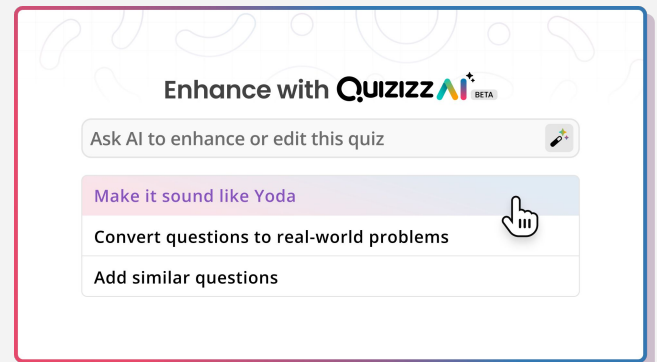 Enhance with QUIZIZZ AI BETA
Ask AI to enhance or edit this quiz
Make it sound like Yoda
Convert questions to real-world problems
Add similar questions